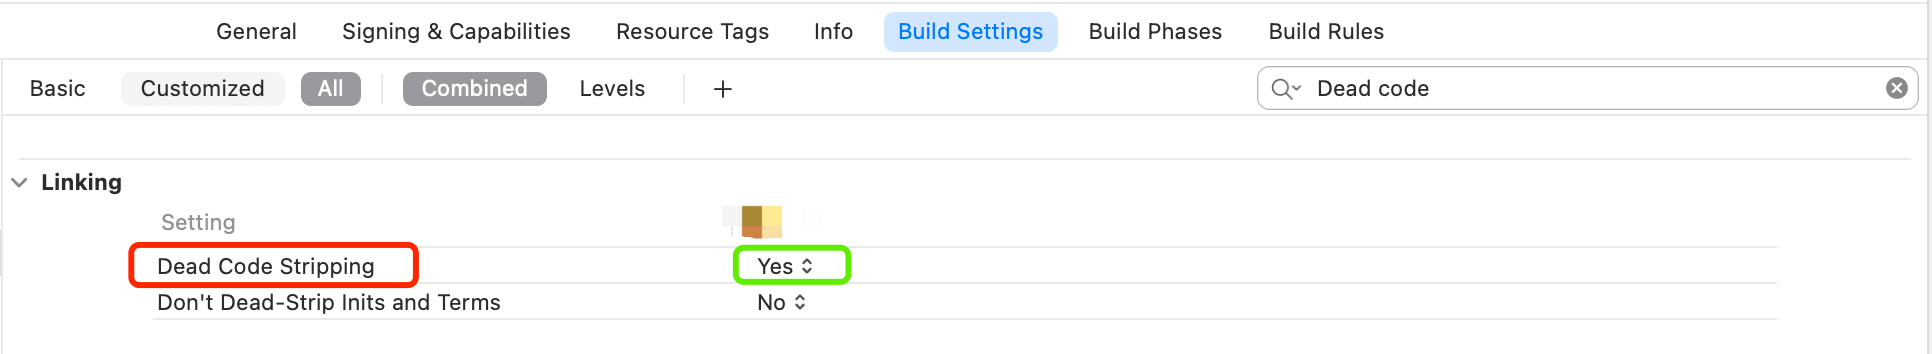 General Signing & Capabilities Resource Tags Info Build Settings Build Phases Build Rules
Basic Customized All Combined Levels + Dead code
Linking
Setting
Dead Code Stripping Yes
Don't Dead-Strip Inits and Terms No